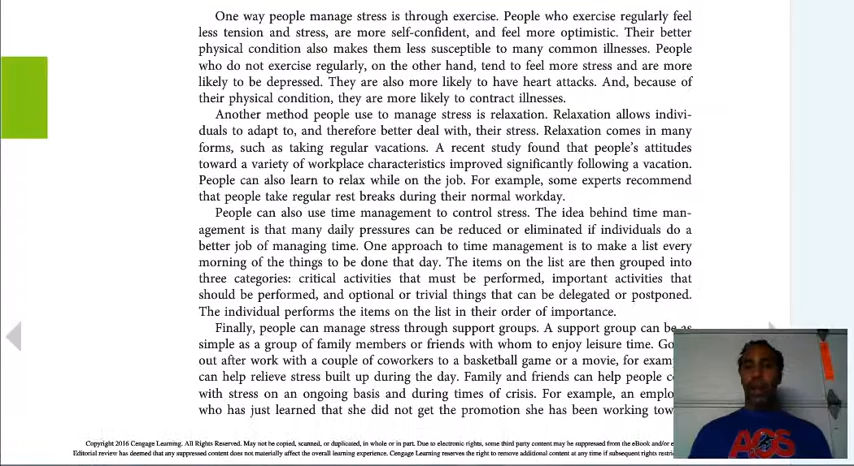 One way people manage stress is through exercise. People who exercise regularly feel
less tension and stress, are more self-confident, and feel more optimistic. Their better
physical condition also makes them less susceptible to many common illnesses. People
who do not exercise regularly, on the other hand, tend to feel more stress and are more
likely to be depressed. They are also more likely to have heart attacks. And, because of
their physical condition, they are more likely to contract illnesses.
Another method people use to manage stress is relaxation. Relaxation allows indivi-
duals to adapt to, and therefore better deal with, their stress. Relaxation comes in many
forms, such as taking regular vacations. A recent study found that people's attitudes
toward a variety of workplace characteristics improved significantly following a vacation.
People can also learn to relax while on the job. For example, some experts recommend
that people take regular rest breaks during their normal workday.
People can also use time management to control stress. The idea behind time man-
agement is that many daily pressures can be reduced or eliminated if individuals do a
better job of managing time. One approach to time management is to make a list every
morning of the things to be done that day. The items on the list are then grouped into
three categories: critical activities that must be performed, important activities that
should be performed, and optional or trivial things that can be delegated or postponed.
The individual performs the items on the list in their order of importance.
Finally, people can manage stress through support groups. A support group can be as
simple as a group of family members or friends with whom to enjoy leisure time. Go
out after work with a couple of coworkers to a basketball game or a movie, for exam
can help relieve stress built up during the day. Family and friends can help people c
with stress on an ongoing basis and during times of crisis. For example, an emplo
who has just learned that she did not get the promotion she has been working tow
Copyright 2016 Cengage Learning. All Rights Reserved. May not be copied, scanned, or duplicated, in whole or in part. Due to electronic rights, some third party content may be suppressed from the eBook and/or e
Editorial review has deemed that any suppressed content does not materially affect the overall learning experience. Cengage Learning reserves the right to remove additional content at any time if subsequent rights restri
AOS